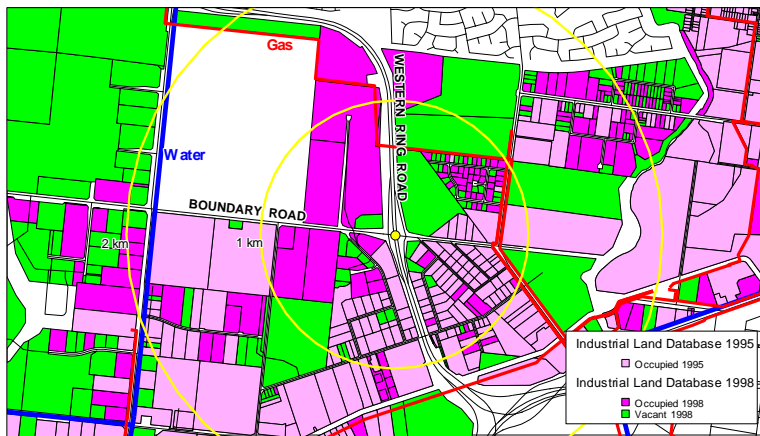 Gas
WESTERN RING ROAD
Water
BOUNDARY ROAD
2 km
1 km
Industrial Land Database 1995
Occupied 1995
Industrial Land Database 1998
Occupied 1998
Vacant 1998